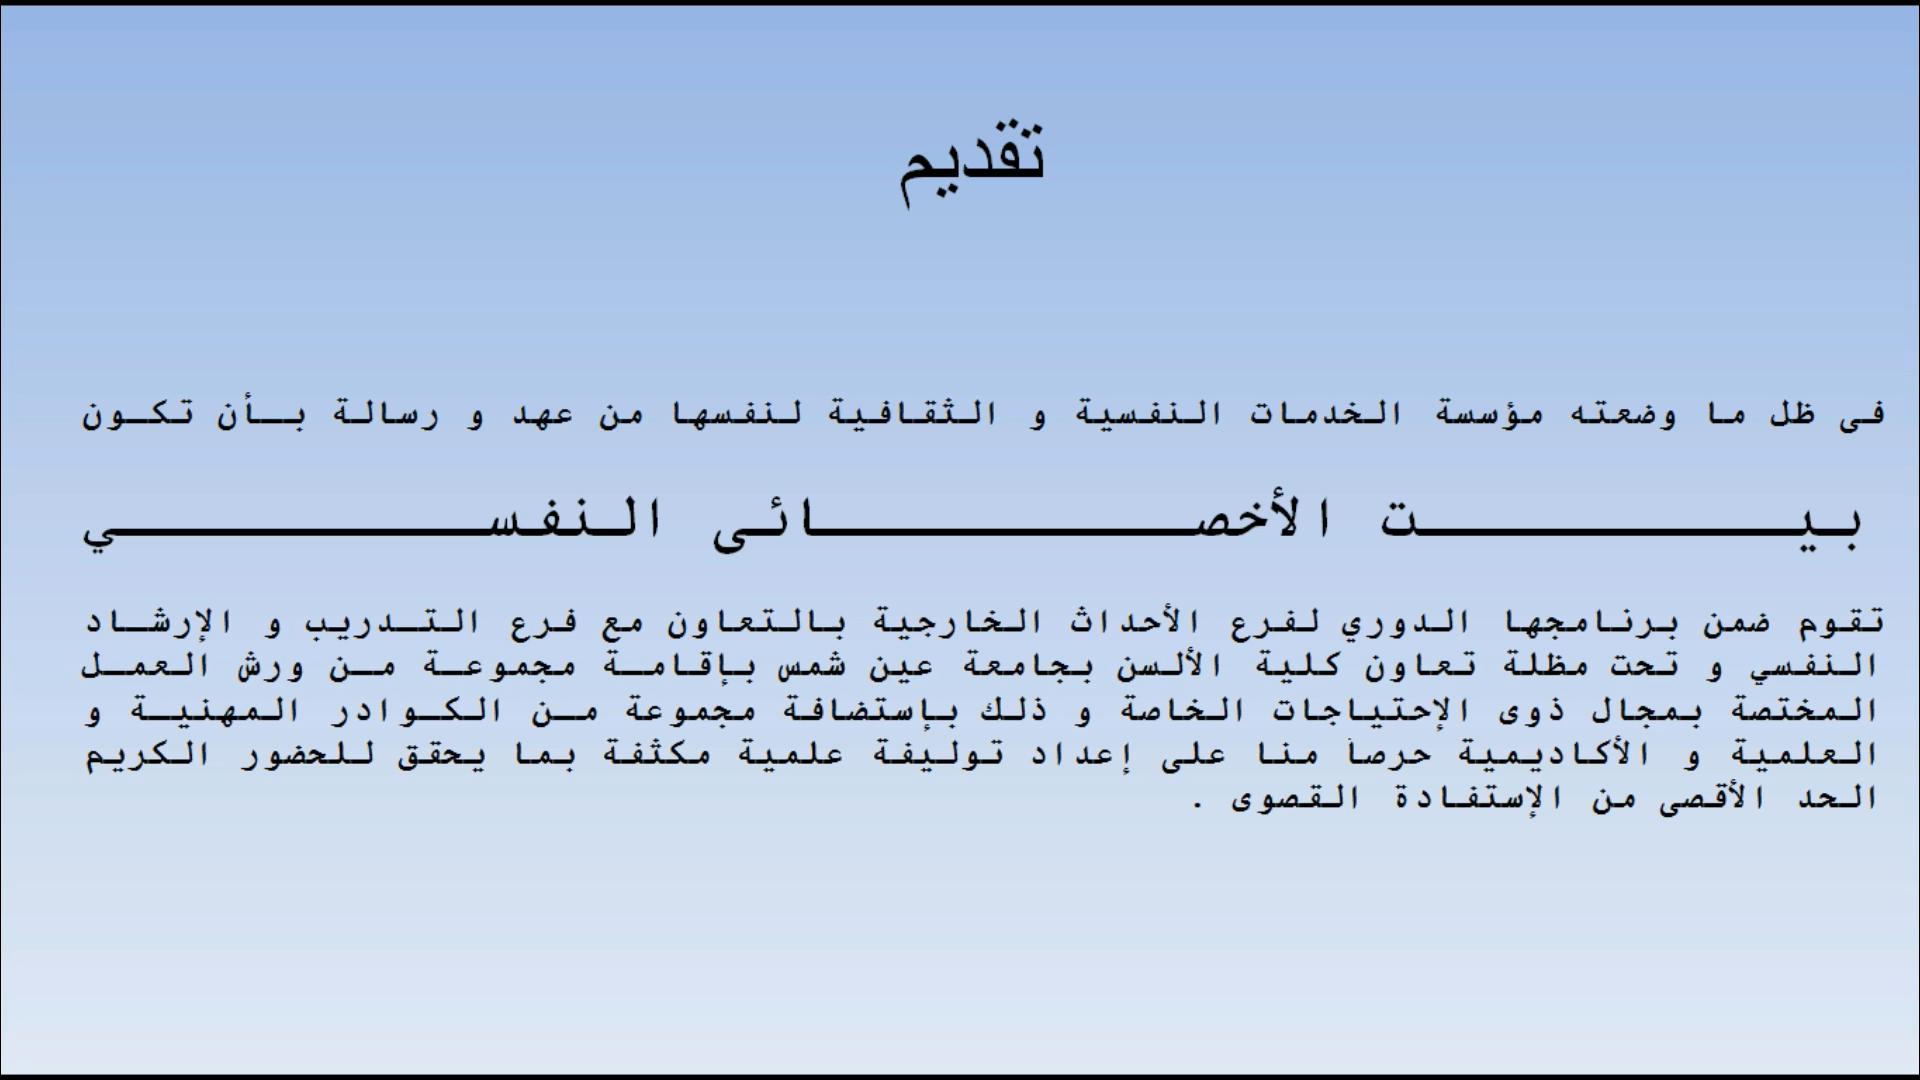 تقديم
فى ظل ما وضعته مؤسسة الخدمات النفسية و الثقافية لنفسها من عهد و رسالة بأن تكون
بيت الأخصائى النفسي
تقوم ضمن برنامجها الدوري لفرع الأحداث الخارجية بالتعاون مع فرع التدريب و الإرشاد
النفسي و تحت مظلة تعاون كلية الألسن بجامعة عين شمس بإقامة مجموعة من ورش العمل
المختصة بمجال ذوى الإحتياجات الخاصة و ذلك بإستضافة مجموعة من الكوادر المهنية و
العلمية و الأكاديمية حرصاً منا على إعداد توليفة علمية مكثفة بما يحقق للحضور الكريم
الحد الأقصى من الإستفادة القصوى .